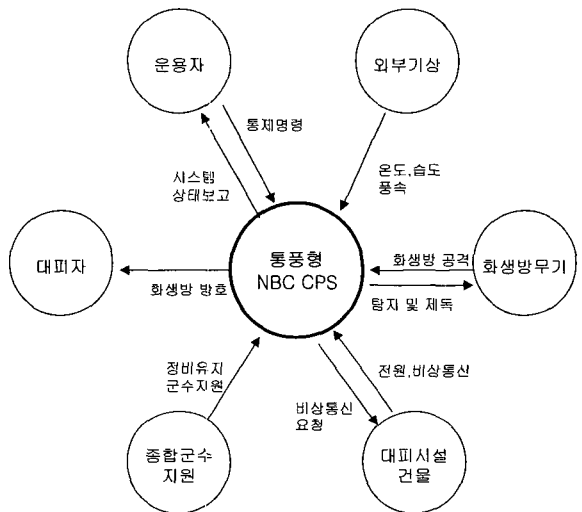 운용자
외부기상
통제명령
시스템
상태보고
온도,습도
풍속
대피자
통풍형
NBC CPS
화생방 공격
화생방무기
화생방 방호
탐지 및 제독
정비유지
군수지원
전원,비상통신
비상통신
요청
종합군수
지원
대피시설
건물